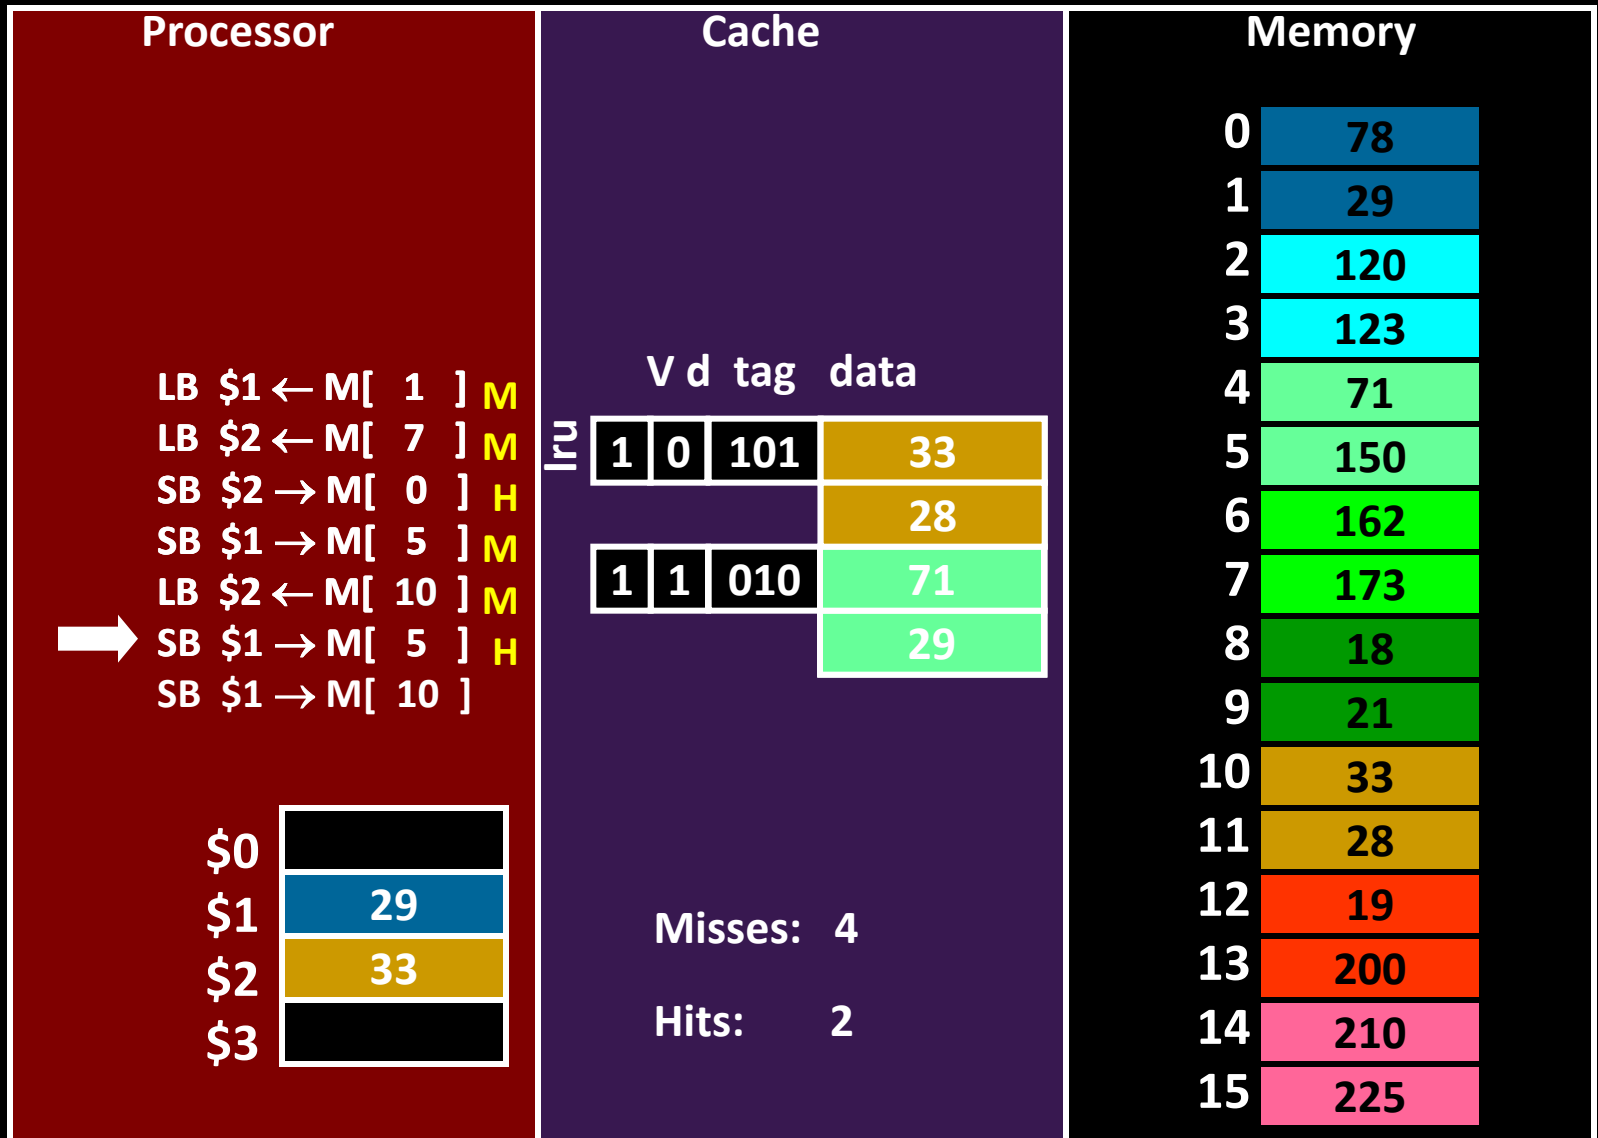 Processor
LB $1 ← M[ 1 ] M
LB $2 ← M[ 7 ] M
SB $2 → M[ 0 ] H
SB $1 → M[ 5 ] M
LB $2 ← M[ 10 ] M
SB $1 → M[ 5 ] H
SB $1 → M[ 10 ]
$0
$1 29
$2 33
$3
Cache
V d tag data
lru 1 0 101 33
28
1 1 010 71
29
Misses: 4
Hits: 2
Memory
0 78
1 29
2 120
3 123
4 71
5 150
6 162
7 173
8 18
9 21
10 33
11 28
12 19
13 200
14 210
15 225